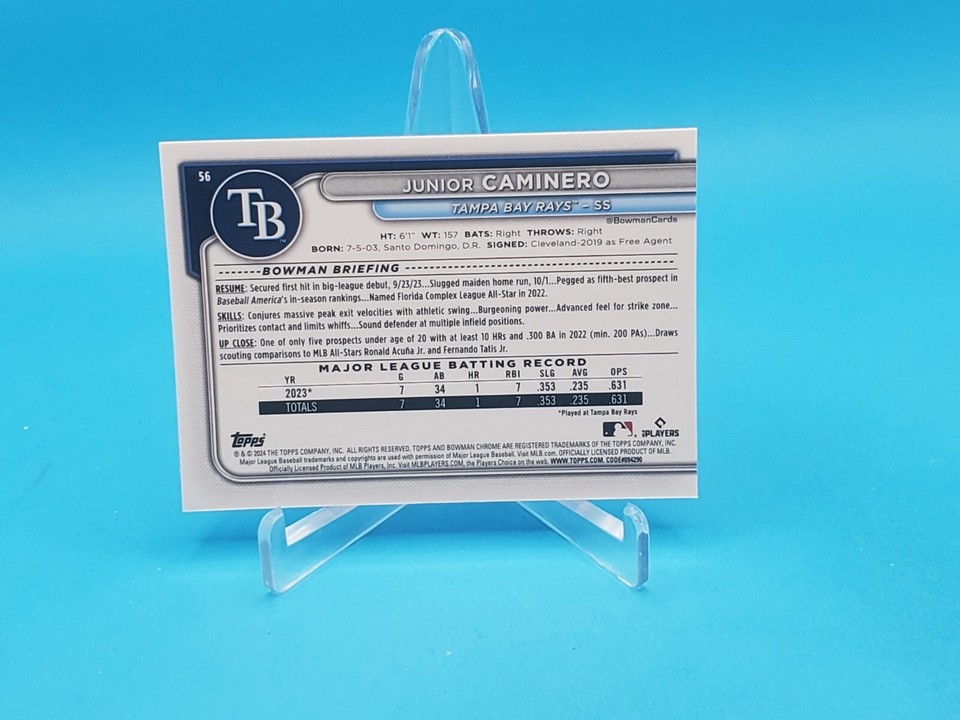 56
TB
JUNIOR CAMINERO
TAMPA BAY RAYS™ – SS
@BowmanCards
HT: 6'1" WT: 157 BATS: Right THROWS: Right
BORN: 7-5-03, Santo Domingo, D.R. SIGNED: Cleveland-2019 as Free Agent
BOWMAN BRIEFING
RESUME: Secured first hit in big-league debut, 9/23/23...Slugged maiden home run, 10/1...Pegged as fifth-best prospect in
Baseball America's in-season rankings...Named Florida Complex League All-Star in 2022.
SKILLS: Conjures massive peak exit velocities with athletic swing...Burgeoning power...Advanced feel for strike zone...
Prioritizes contact and limits whiffs...Sound defender at multiple infield positions.
UP CLOSE: One of only five prospects under age of 20 with at least 10 HRs and .300 BA in 2022 (min. 200 PAs)...Draws
scouting comparisons to MLB All-Stars Ronald Acuña Jr. and Fernando Tatis Jr.
MAJOR LEAGUE BATTING RECORD
YR G AB HR RBI SLG AVG OPS
2023* 7 34 1 7 .353 .235 .631
TOTALS 7 34 1 7 .353 .235 .631
*Played at Tampa Bay Rays
Topps
PLAYERS
® & © 2024 THE TOPPS COMPANY, INC. ALL RIGHTS RESERVED. TOPPS AND BOWMAN CHROME ARE REGISTERED TRADEMARKS OF THE TOPPS COMPANY, INC.
Major League Baseball trademarks and copyrights are used with permission of Major League Baseball. Visit MLB.com. OFFICIALLY LICENSED PRODUCT OF MLB
Officially Licensed Product of MLB Players, Inc. Visit MLBPLAYERS.COM, the Players Choice on the web. WWW.TOPPS.COM. CODE#094290